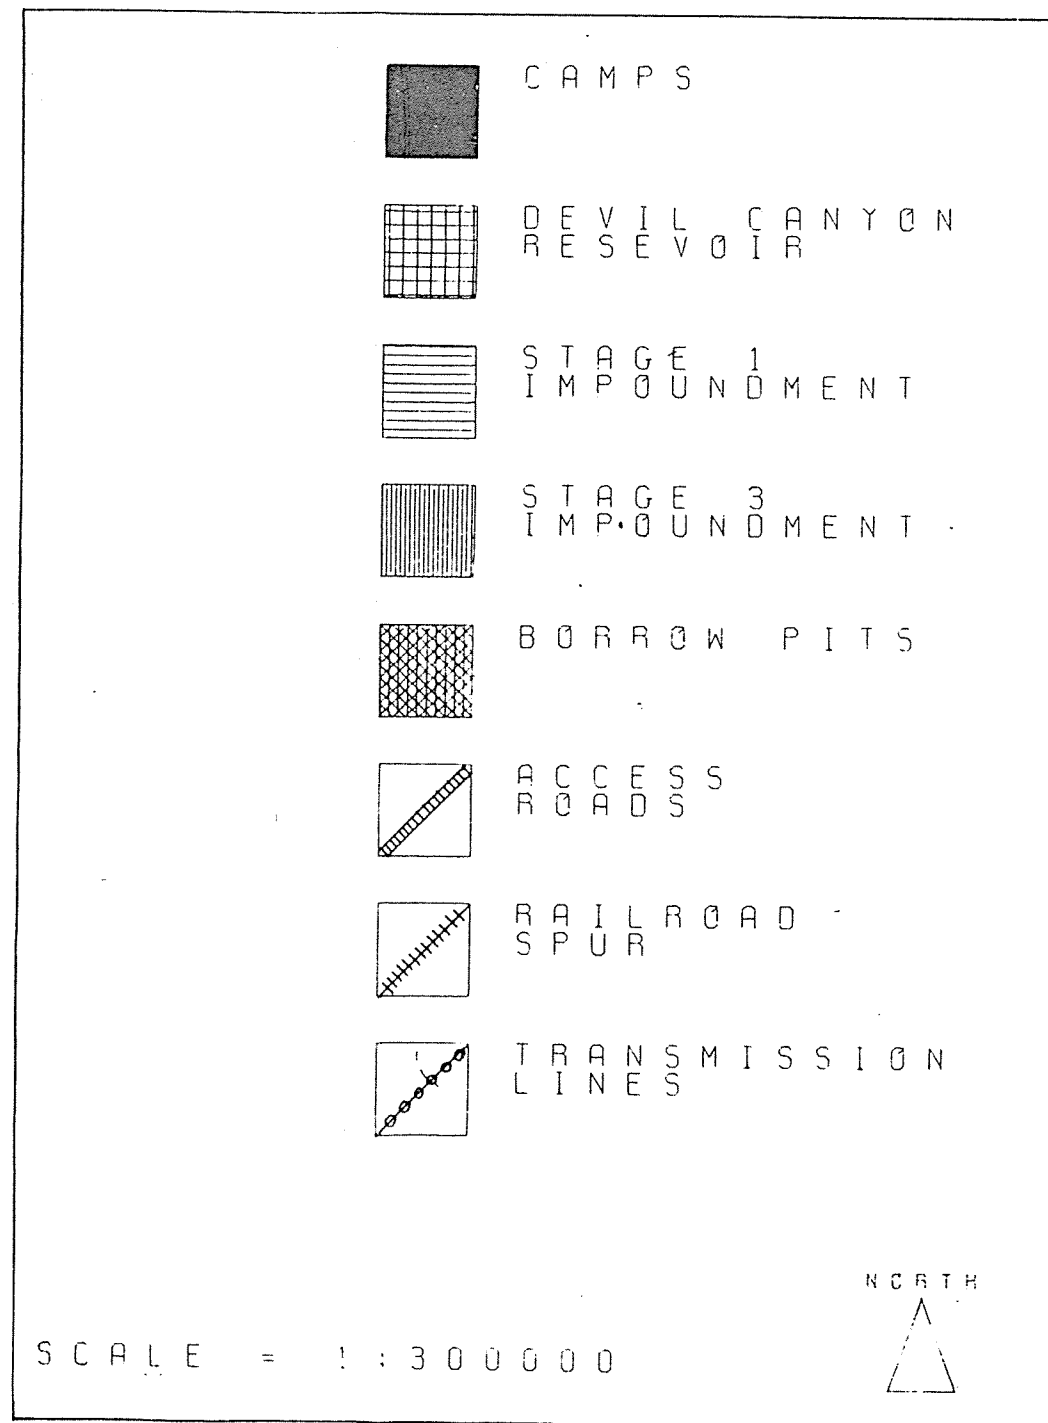 CAMPS
DEVIL CANYON
RESEVOIR
STAGE 1
IMPOUNDMENT
STAGE 3
IMPOUNDMENT
BORROW PITS
ACCESS
ROADS
RAILROAD
SPUR
TRANSMISSION
LINES
NORTH
SCALE = 1:300000